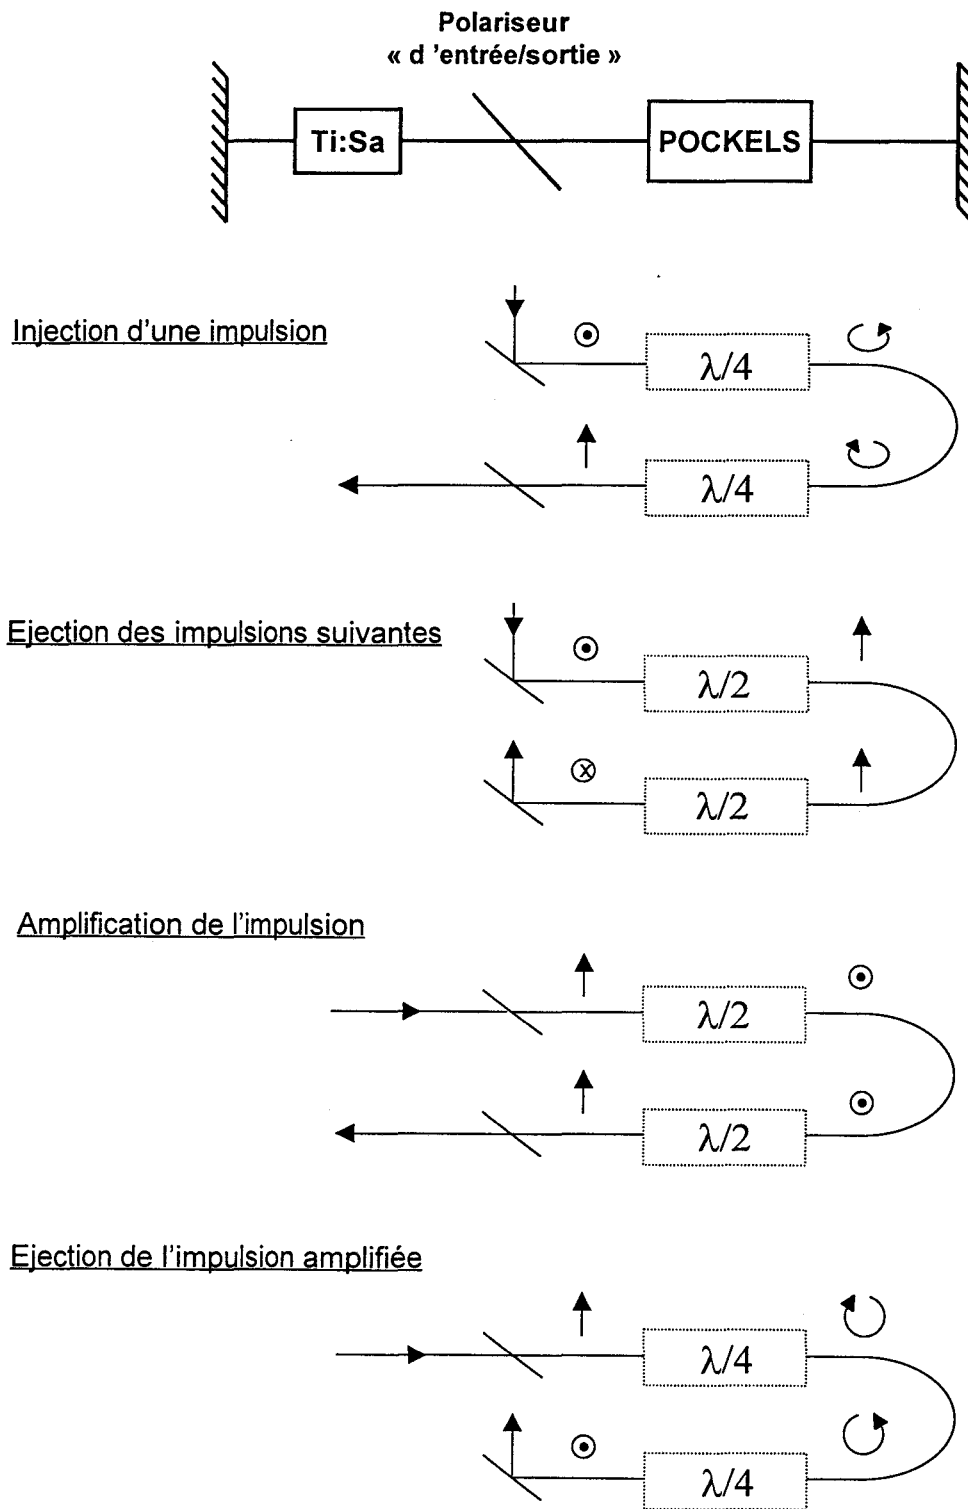 Polariseur
« d 'entrée/sortie »
Ti:Sa
POCKELS
Injection d'une impulsion
λ/4
λ/4
Ejection des impulsions suivantes
λ/2
λ/2
Amplification de l'impulsion
λ/2
λ/2
Ejection de l'impulsion amplifiée
λ/4
λ/4